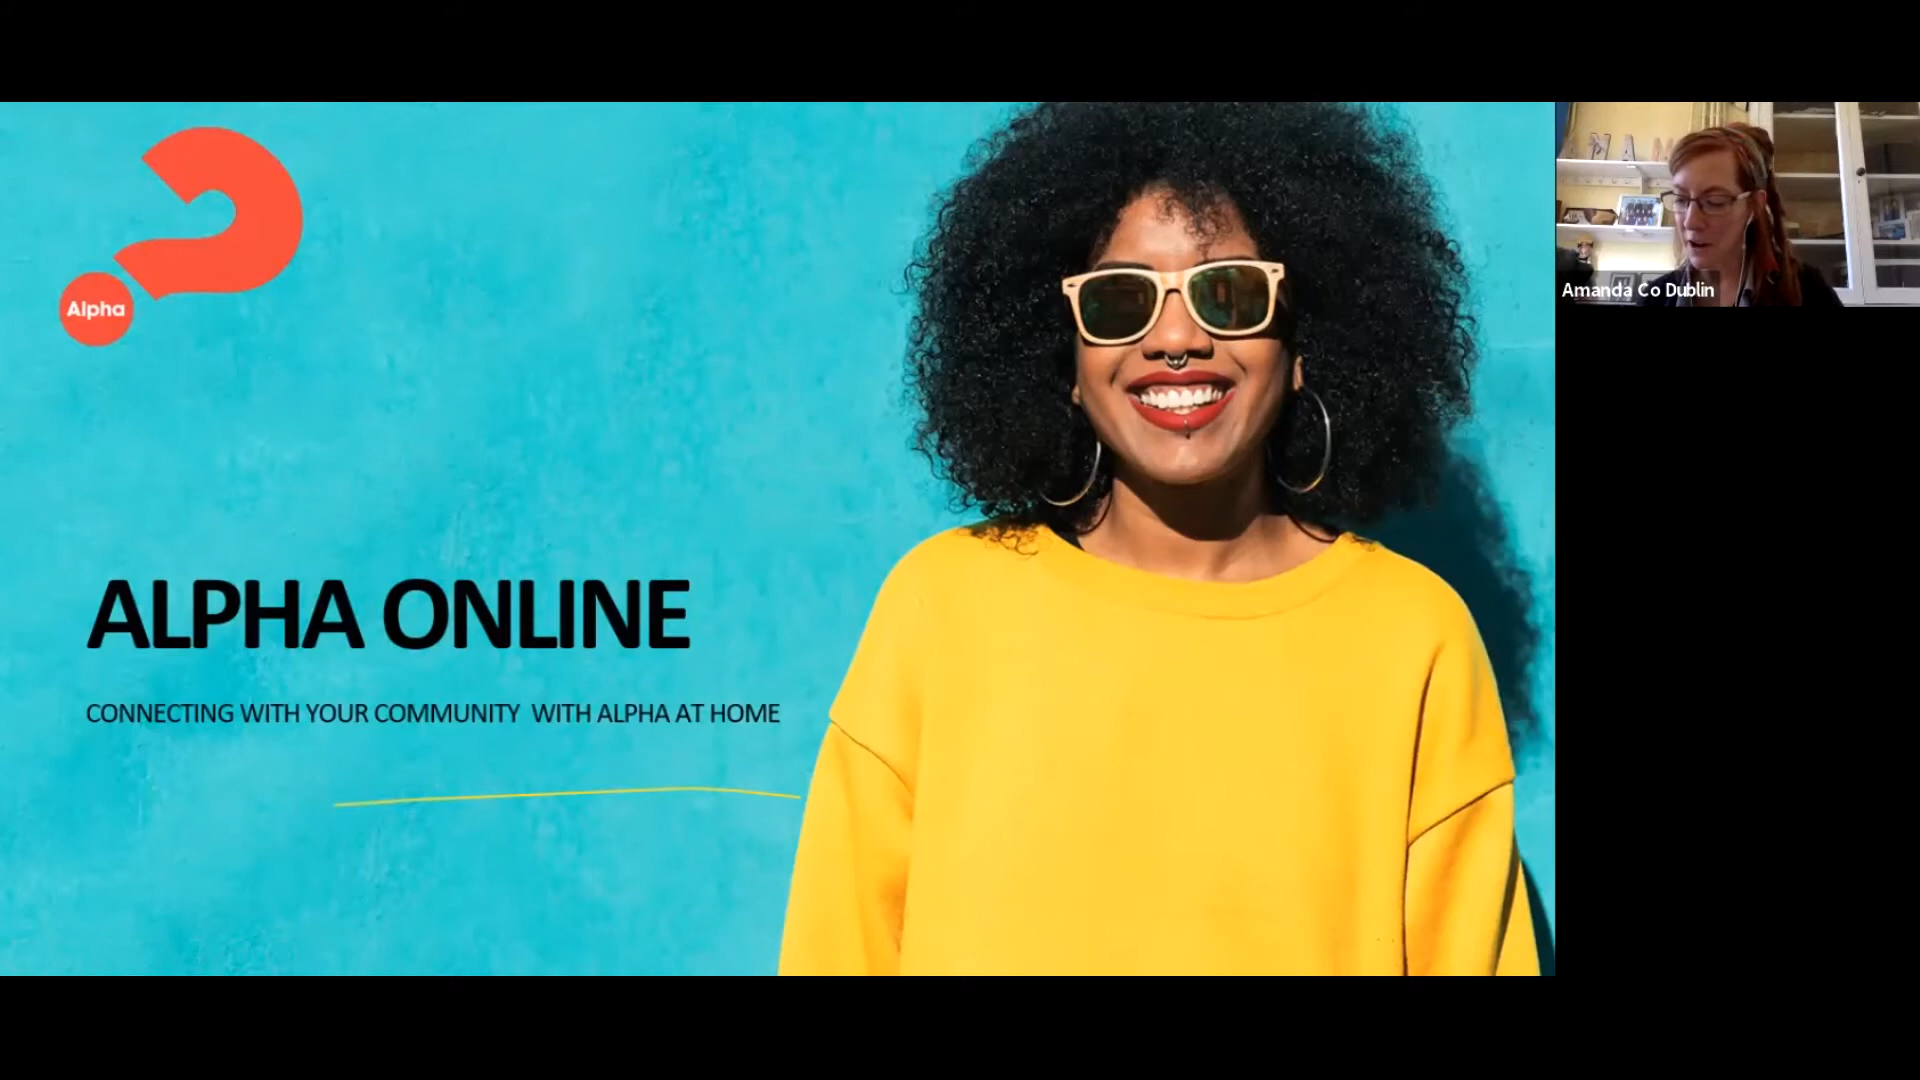 Alpha
ALPHA ONLINE
CONNECTING WITH YOUR COMMUNITY WITH ALPHA AT HOME
Amanda Co Dublin